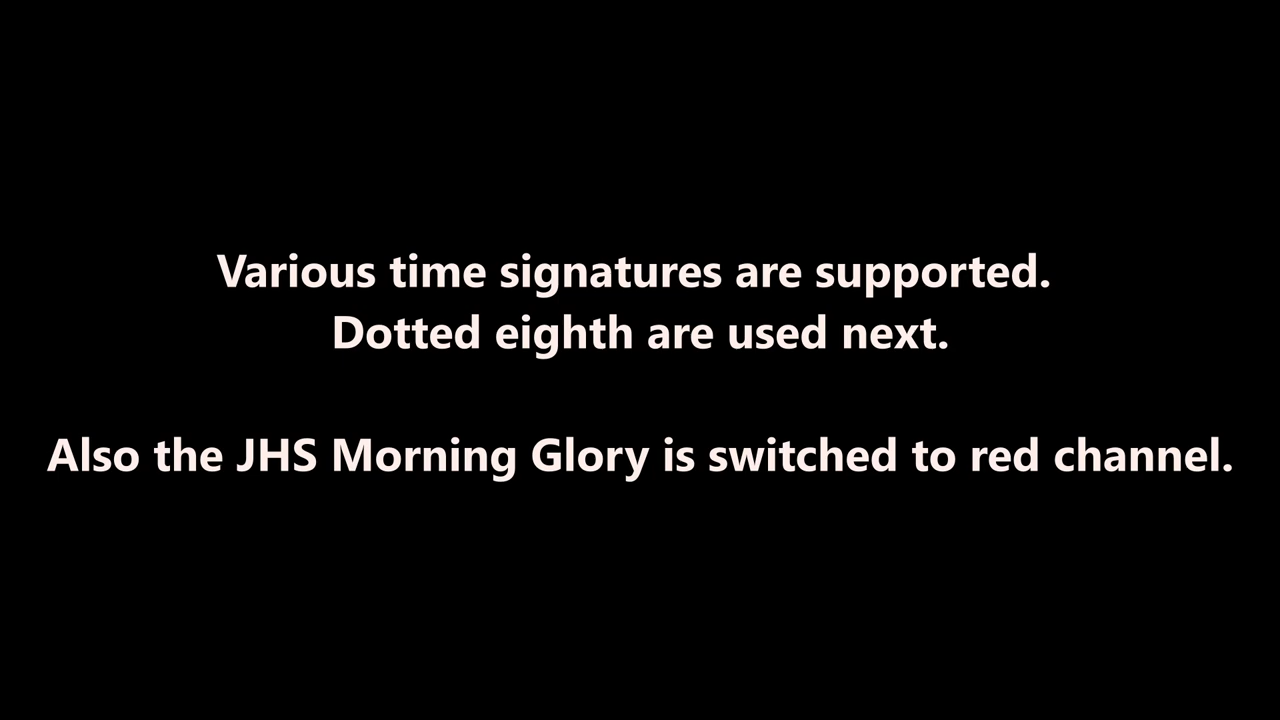 Various time signatures are supported.
Dotted eighth are used next.
Also the JHS Morning Glory is switched to red channel.